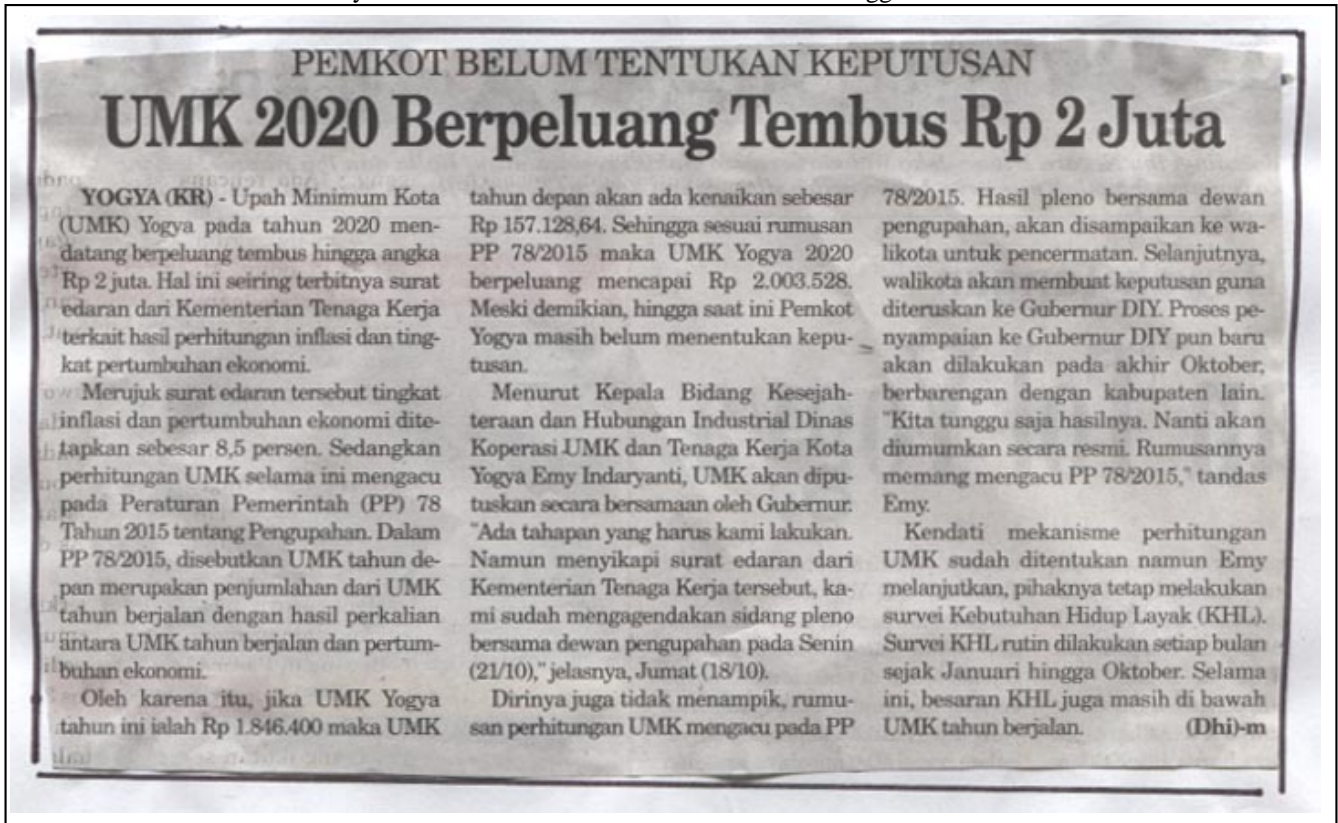 PEMKOT BELUM TENTUKAN KEPUTUSAN
UMK 2020 Berpeluang Tembus Rp 2 Juta
YOGYA (KR) - Upah Minimum Kota
(UMK) Yogya pada tahun 2020 men-
datang berpeluang tembus hingga angka
Rp 2 juta. Hal ini seiring terbitnya surat
edaran dari Kementerian Tenaga Kerja
terkait hasil perhitungan inflasi dan ting-
kat pertumbuhan ekonomi.
Merujuk surat edaran tersebut tingkat
inflasi dan pertumbuhan ekonomi dite-
tapkan sebesar 8,5 persen. Sedangkan
perhitungan UMK selama ini mengacu
pada Peraturan Pemerintah (PP) 78
Tahun 2015 tentang Pengupahan. Dalam
PP 78/2015, disebutkan UMK tahun de-
pan merupakan penjumlahan dari UMK
tahun berjalan dengan hasil perkalian
antara UMK tahun berjalan dan pertum-
buhan ekonomi.
Oleh karena itu, jika UMK Yogya
tahun ini ialah Rp 1.846.400 maka UMK
tahun depan akan ada kenaikan sebesar
Rp 157.128,64. Sehingga sesuai rumusan
PP 78/2015 maka UMK Yogya 2020
berpeluang mencapai Rp 2.003.528.
Meski demikian, hingga saat ini Pemkot
Yogya masih belum menentukan kepu-
tusan.
Menurut Kepala Bidang Kesejah-
teraan dan Hubungan Industrial Dinas
Koperasi UMK dan Tenaga Kerja Kota
Yogya Emy Indaryanti, UMK akan dipu-
tuskan secara bersamaan oleh Gubernur.
"Ada tahapan yang harus kami lakukan.
Namun menyikapi surat edaran dari
Kementerian Tenaga Kerja tersebut, ka-
mi sudah mengagendakan sidang pleno
bersama dewan pengupahan pada Senin
(21/10)," jelasnya, Jumat (18/10).
Dirinya juga tidak menampik, rumu-
san perhitungan UMK mengacu pada PP
78/2015. Hasil pleno bersama dewan
pengupahan, akan disampaikan ke wa-
likota untuk pencermatan. Selanjutnya,
walikota akan membuat keputusan guna
diteruskan ke Gubernur DIY. Proses pe-
nyampaian ke Gubernur DIY pun baru
akan dilakukan pada akhir Oktober,
berbarengan dengan kabupaten lain.
"Kita tunggu saja hasilnya. Nanti akan
diumumkan secara resmi. Rumusannya
memang mengacu PP 78/2015," tandas
Emy.
Kendati mekanisme perhitungan
UMK sudah ditentukan namun Emy
melanjutkan, pihaknya tetap melakukan
survei Kebutuhan Hidup Layak (KHL).
Survei KHL rutin dilakukan setiap bulan
sejak Januari hingga Oktober. Selama
ini, besaran KHL juga masih di bawah
UMK tahun berjalan. (Dhi)-m